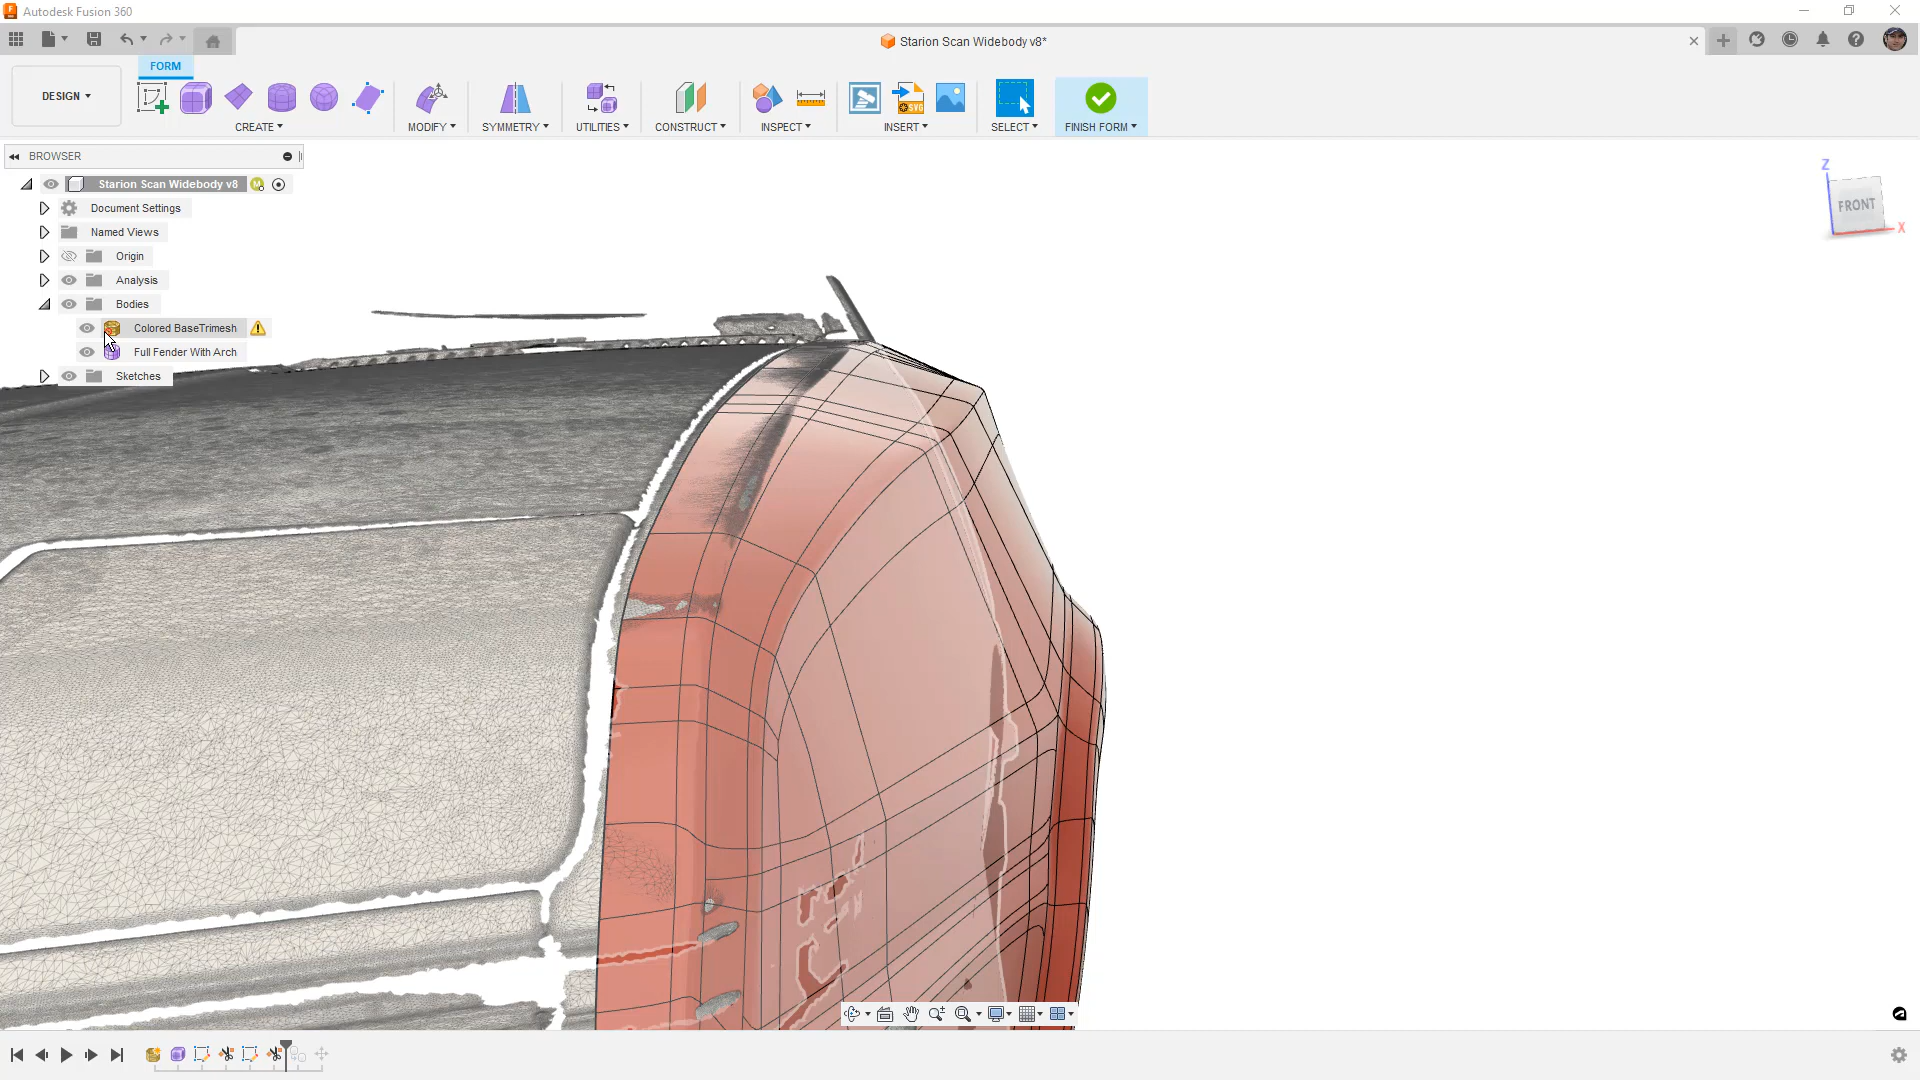 Autodesk Fusion 360
Starion Scan Widebody v8*
FORM
DESIGN
CREATE
MODIFY
SYMMETRY
UTILITIES
CONSTRUCT
INSPECT
INSERT
SELECT
FINISH FORM
SVG
BROWSER
Starion Scan Widebody v8
Document Settings
Named Views
Origin
Analysis
Bodies
Colored BaseTrimesh
Full Fender With Arch
Sketches
Z
FRONT
X